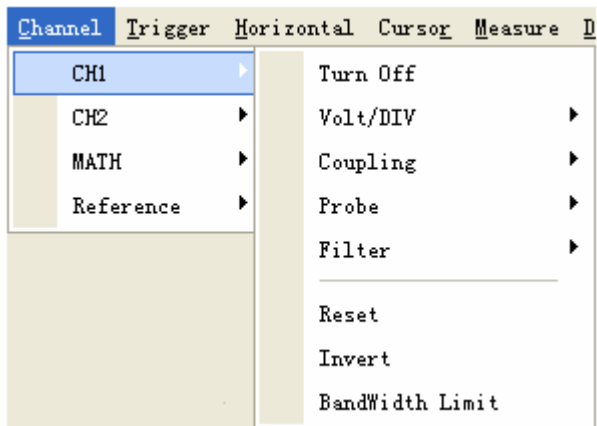 Channel Trigger Horizontal Cursor Measure D
CH1
CH2
MATH
Reference
Turn Off
Volt/DIV
Coupling
Probe
Filter
Reset
Invert
BandWidth Limit